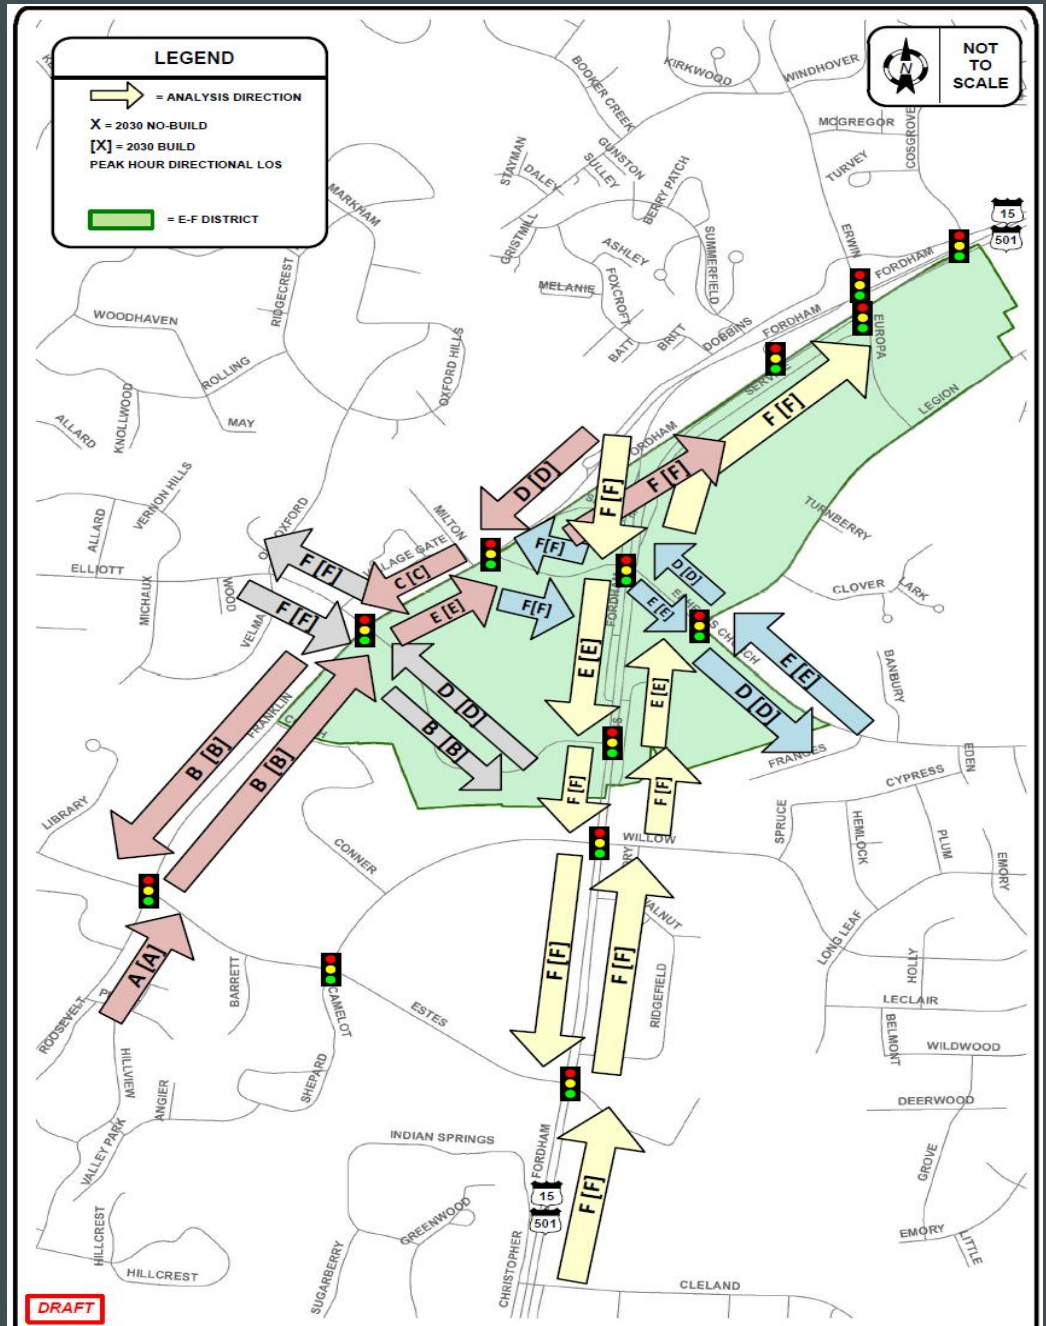 LEGEND
= ANALYSIS DIRECTION
X = 2030 NO-BUILD
[X] = 2030 BUILD
PEAK HOUR DIRECTIONAL LOS
= E-F DISTRICT
NOT
TO
SCALE
N
KIRKWOOD
WINDHOVER
BOOKER CREEK
MCGREGOR
COSGROVE
GUNSTON
SULLEY
STAYMAN
DALEY
TURVEY
BERRY PATCH
MARKHAM
GRISTMILL
ASHLEY
SUMMERFIELD
ERWIN
15
501
FORDHAM
RIDGECREST
FOXCROFT
MELANIE
WOODHAVEN
BATT
BRITT
DOBBINS
FORDHAM
EUROPA
OXFORD HILLS
ROLLING
LEGION
KNOLLWOOD
ALLARD
MAY
F [F]
D [D]
F [F]
F [F]
VERNON HILLS
ALLARD
MILTON
TURNBERRY
ELLIOTT
VILLAGE GATE
F [F]
F[F]
D [D]
C [C]
MICHAUX
WOOD
VELMA
F [F]
E [E]
F[F]
FORDHAM
E [E]
CLOVER
LARK
E [E]
E [E]
E [E]
D [D]
BANBURY
D [D]
B [B]
FRANKLIN
B [B]
B [B]
FRANCES
EDEN
CYPRESS
F [F]
F [F]
LIBRARY
CONNER
WILLOW
SPRUCE
HEMLOCK
PLUM
EMORY
A [A]
F [F]
F [F]
LONG LEAF
HOLLY
BARRETT
CAMELOT
ESTES
RIDGEFIELD
LECLAIR
ROOSEVELT
BELMONT
WILDWOOD
HILLVIEW
ANGIER
SHEPARD
DEERWOOD
VALLEY PARK
INDIAN SPRINGS
FORDHAM
GROVE
F [F]
15
501
HILLCREST
GREENWOOD
EMORY
LITTLE
HILLCREST
SUGARBERRY
CHRISTOPHER
CLELAND
DRAFT